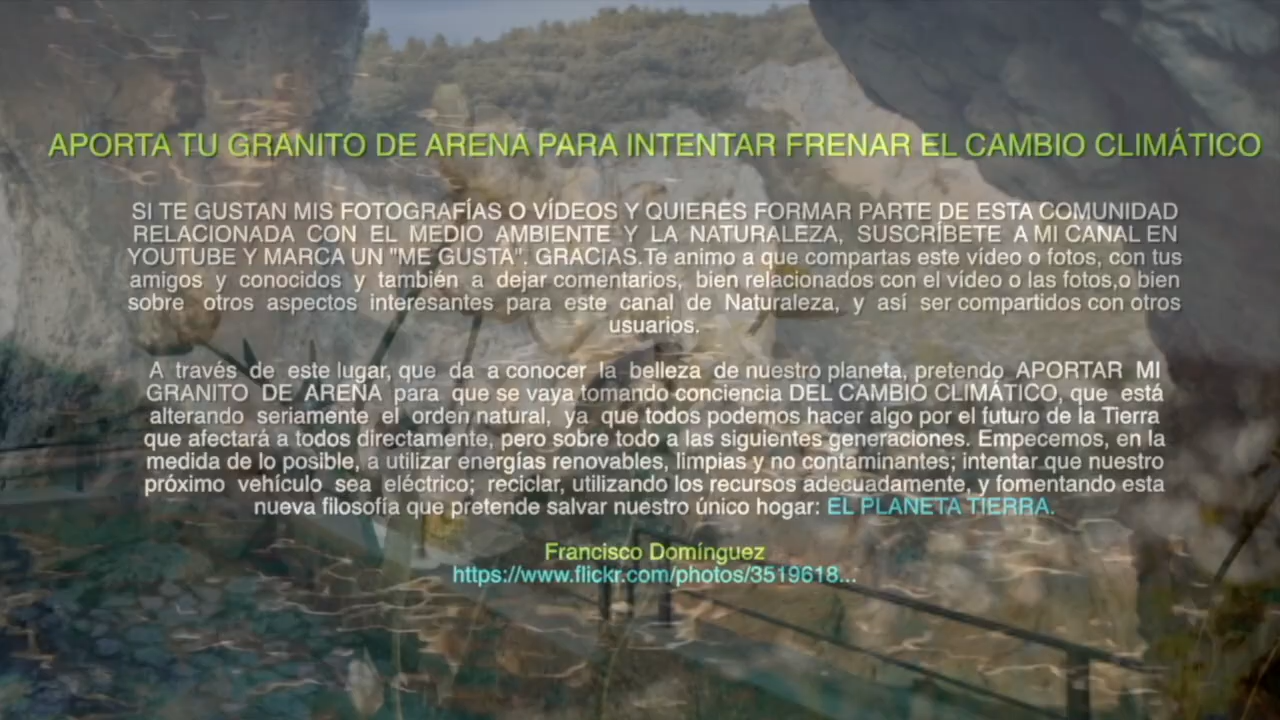 APORTA TU GRANITO DE ARENA PARA INTENTAR FRENAR EL CAMBIO CLIMÁTICO
SI TE GUSTAN MIS FOTOGRAFÍAS O VÍDEOS Y QUIERES FORMAR PARTE DE ESTA COMUNIDAD
RELACIONADA CON EL MEDIO AMBIENTE Y LA NATURALEZA, SUSCRÍBETE A MI CANAL EN
YOUTUBE Y MARCA UN "ME GUSTA". GRACIAS.Te animo a que compartas este vídeo o fotos, con tus
amigos y conocidos y también a dejar comentarios, bien relacionados con el vídeo o las fotos,o bien
sobre otros aspectos interesantes para este canal de Naturaleza, y así ser compartidos con otros
usuarios.
A través de este lugar, que da a conocer la belleza de nuestro planeta, pretendo APORTAR MI
GRANITO DE ARENA para que se vaya tomando conciencia DEL CAMBIO CLIMÁTICO, que está
alterando seriamente el orden natural, ya que todos podemos hacer algo por el futuro de la Tierra
que afectará a todos directamente, pero sobre todo a las siguientes generaciones. Empecemos, en la
medida de lo posible, a utilizar energías renovables, limpias y no contaminantes; intentar que nuestro
próximo vehículo sea eléctrico; reciclar, utilizando los recursos adecuadamente, y fomentando esta
nueva filosofía que pretende salvar nuestro único hogar: EL PLANETA TIERRA.
Francisco Domínguez
https://www.flickr.com/photos/3519618...